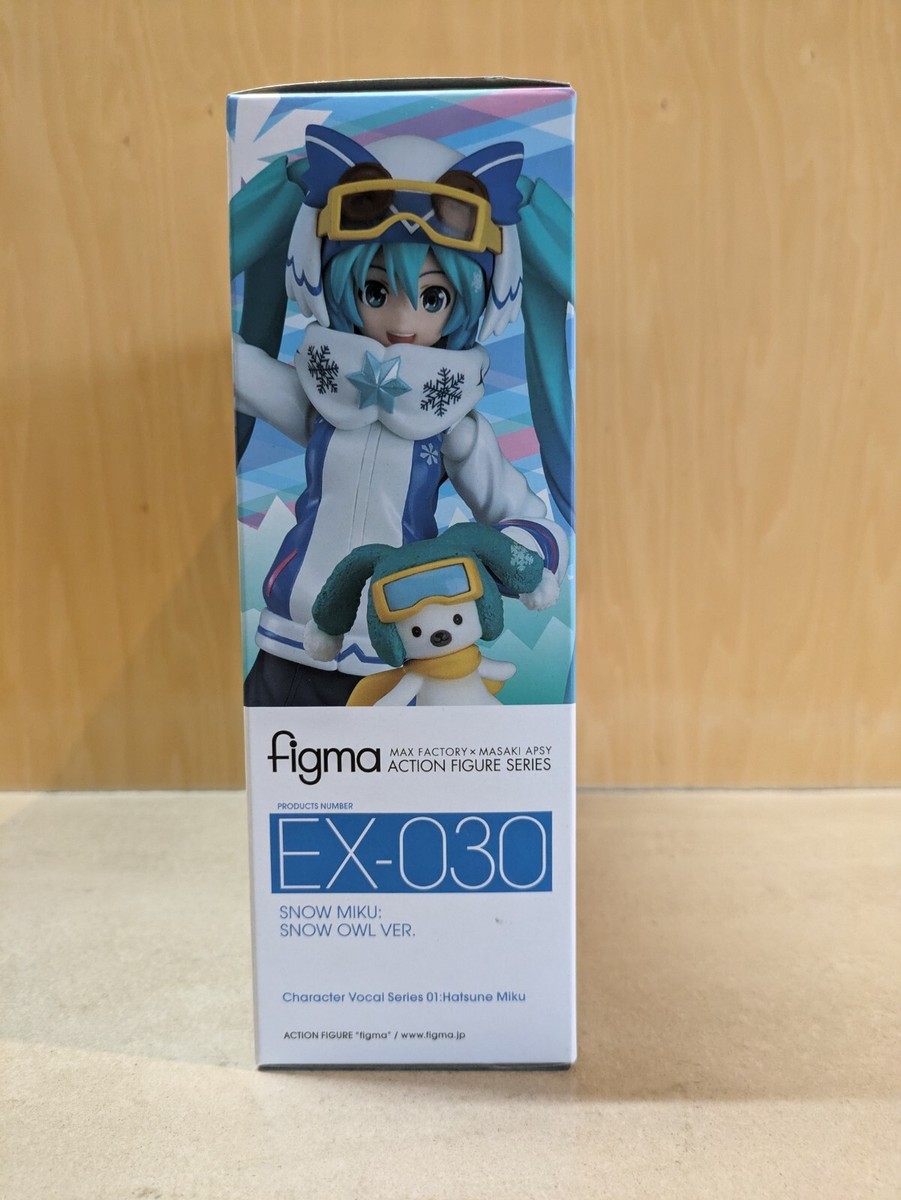 figma MAX FACTORY×MASAKI APSY
ACTION FIGURE SERIES
PRODUCTS NUMBER
EX-030
SNOW MIKU:
SNOW OWL VER.
Character Vocal Series 01:Hatsune Miku
ACTION FIGURE "figma" / www.figma.jp